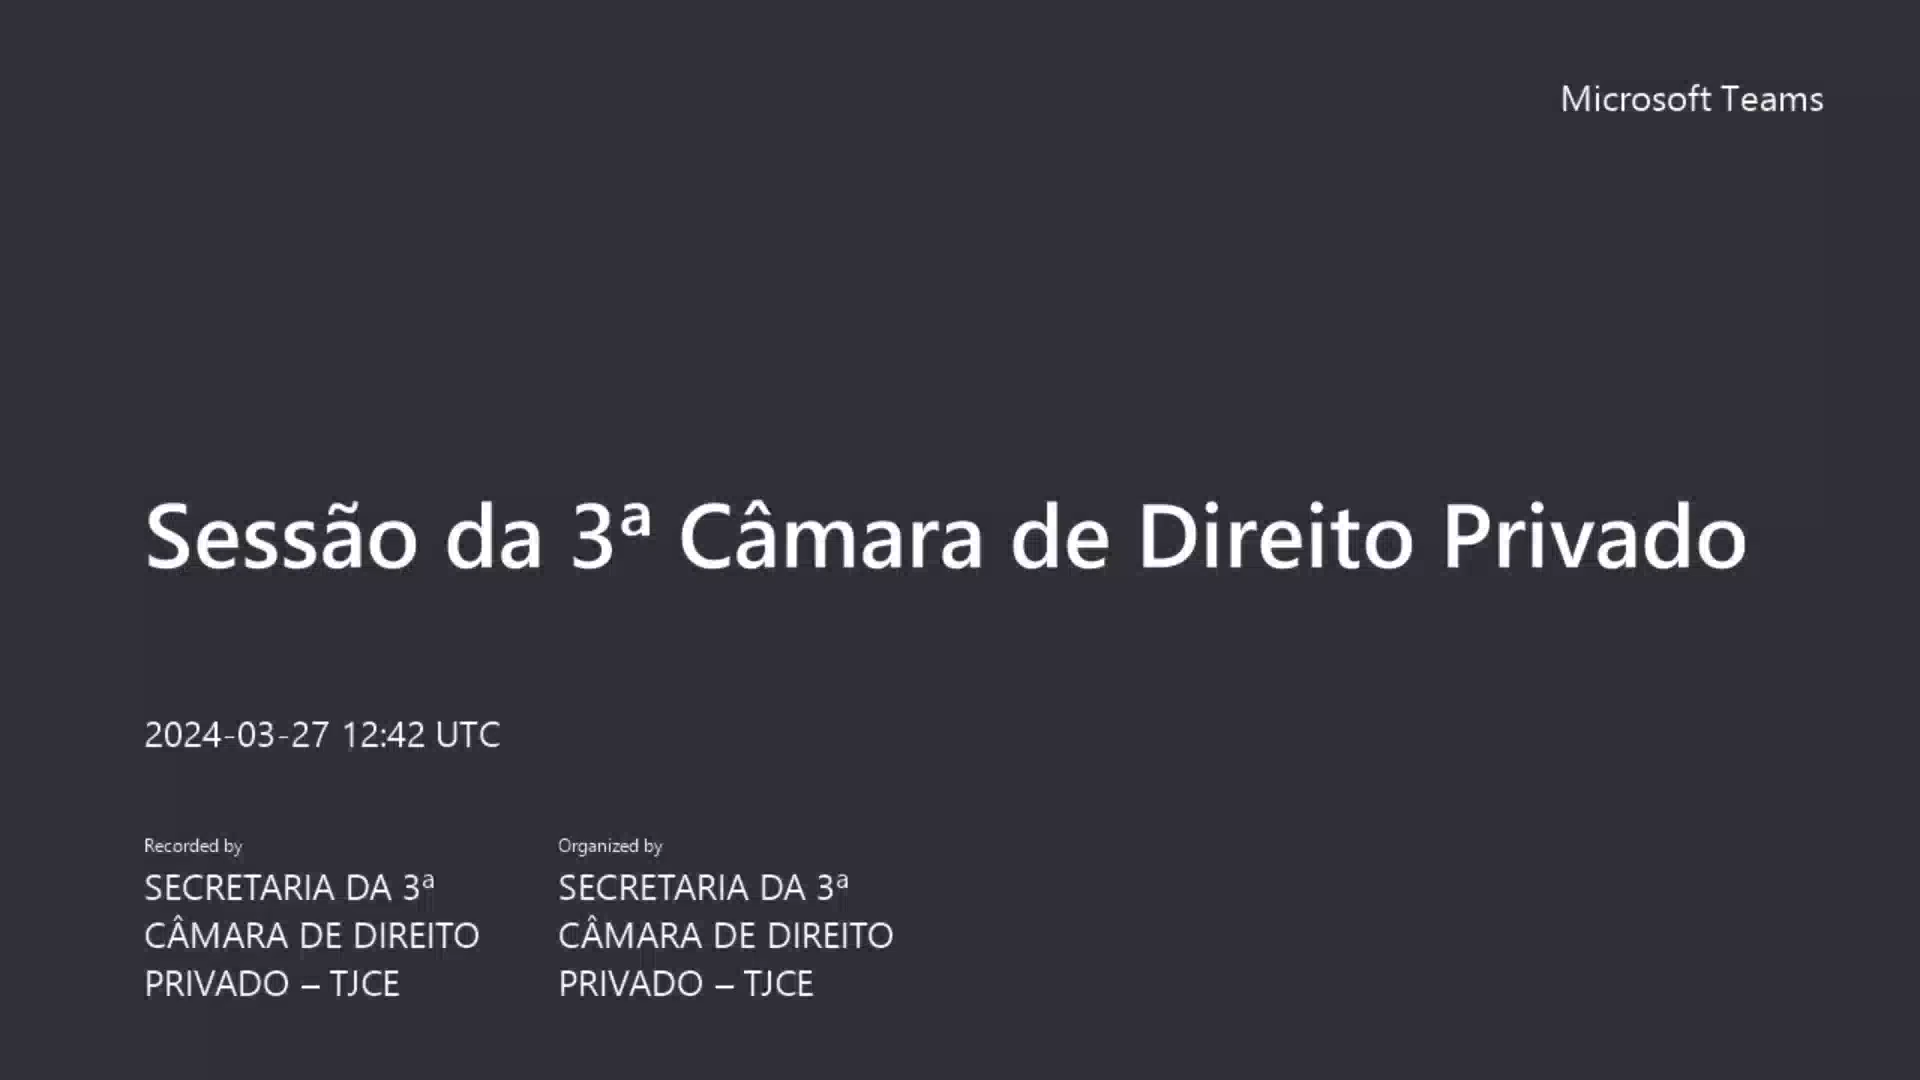 Microsoft Teams
Sessão da 3ª Câmara de Direito Privado
2024-03-27 12:42 UTC
Recorded by
SECRETARIA DA 3ª
CÂMARA DE DIREITO
PRIVADO – TJCE
Organized by
SECRETARIA DA 3ª
CÂMARA DE DIREITO
PRIVADO – TJCE